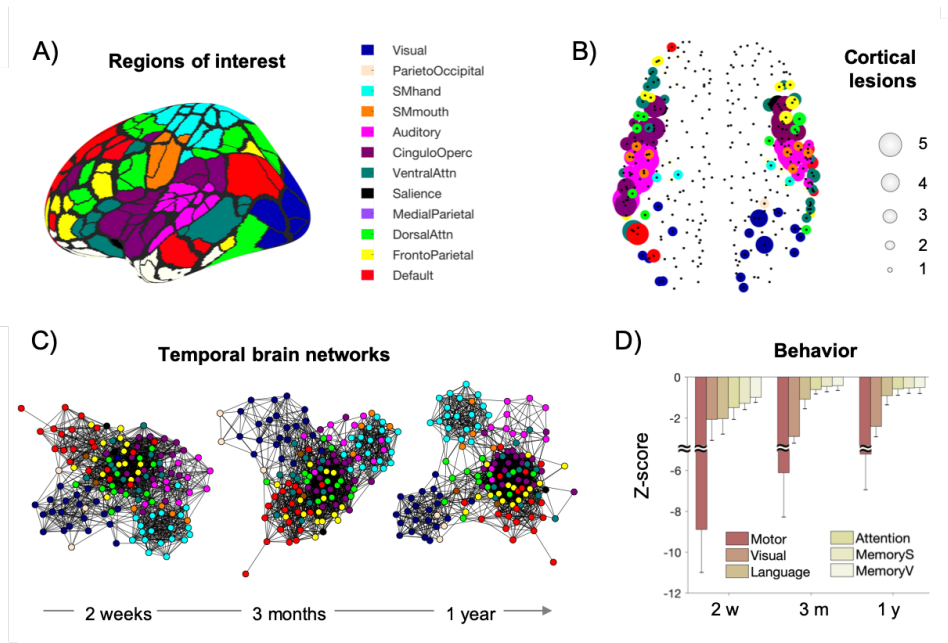 A)
Regions of interest
Visual
ParietoOccipital
SMhand
SMmouth
Auditory
CinguloOperc
VentralAttn
Salience
MedialParietal
DorsalAttn
FrontoParietal
Default
B)
Cortical
lesions
5
4
3
2
1
C)
Temporal brain networks
2 weeks
3 months
1 year
D)
Behavior
Z-score
0
-2
-6
-8
-10
-12
Motor
Visual
Language
Attention
MemoryS
MemoryV
2 w
3 m
1 y